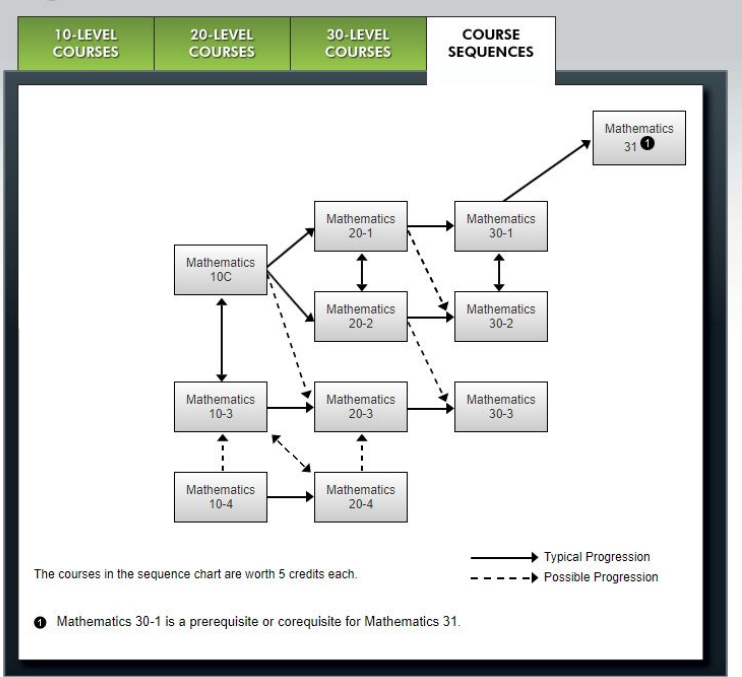 10-LEVEL
COURSES
20-LEVEL
COURSES
30-LEVEL
COURSES
COURSE
SEQUENCES
Mathematics
31 ❶
Mathematics
20-1
Mathematics
30-1
Mathematics
10C
Mathematics
20-2
Mathematics
30-2
Mathematics
10-3
Mathematics
20-3
Mathematics
30-3
Mathematics
10-4
Mathematics
20-4
Typical Progression
Possible Progression
The courses in the sequence chart are worth 5 credits each.
❶ Mathematics 30-1 is a prerequisite or corequisite for Mathematics 31.